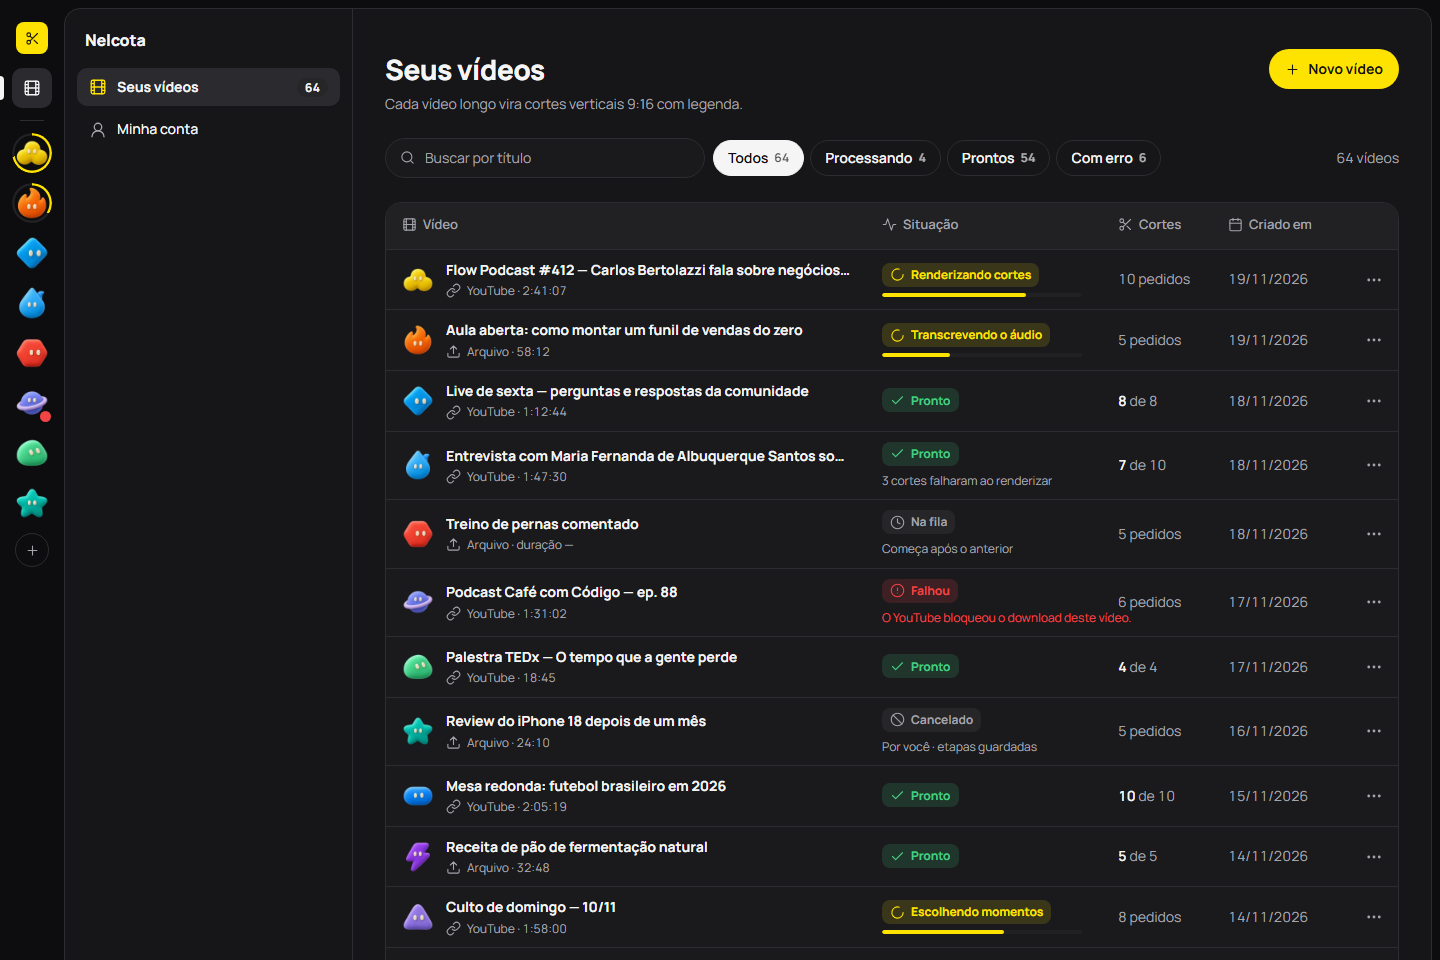 Nelcota
Seus vídeos 64
Minha conta
Seus vídeos
Cada vídeo longo vira cortes verticais 9:16 com legenda.
Novo vídeo
Buscar por título
Todos 64
Processando 4
Prontos 54
Com erro 6
64 vídeos
Vídeo Situação Cortes Criado em
Flow Podcast #412 — Carlos Bertolazzi fala sobre negócios…
YouTube · 2:41:07
Renderizando cortes
10 pedidos
19/11/2026
Aula aberta: como montar um funil de vendas do zero
Arquivo · 58:12
Transcrevendo o áudio
5 pedidos
19/11/2026
Live de sexta — perguntas e respostas da comunidade
YouTube · 1:12:44
Pronto
8 de 8
18/11/2026
Entrevista com Maria Fernanda de Albuquerque Santos so…
YouTube · 1:47:30
Pronto
3 cortes falharam ao renderizar
7 de 10
18/11/2026
Treino de pernas comentado
Arquivo · duração —
Na fila
Começa após o anterior
5 pedidos
18/11/2026
Podcast Café com Código — ep. 88
YouTube · 1:31:02
Falhou
O YouTube bloqueou o download deste vídeo.
6 pedidos
17/11/2026
Palestra TEDx — O tempo que a gente perde
YouTube · 18:45
Pronto
4 de 4
17/11/2026
Review do iPhone 18 depois de um mês
Arquivo · 24:10
Cancelado
Por você · etapas guardadas
5 pedidos
16/11/2026
Mesa redonda: futebol brasileiro em 2026
YouTube · 2:05:19
Pronto
10 de 10
15/11/2026
Receita de pão de fermentação natural
Arquivo · 32:48
Pronto
5 de 5
14/11/2026
Culto de domingo — 10/11
YouTube · 1:58:00
Escolhendo momentos
8 pedidos
14/11/2026